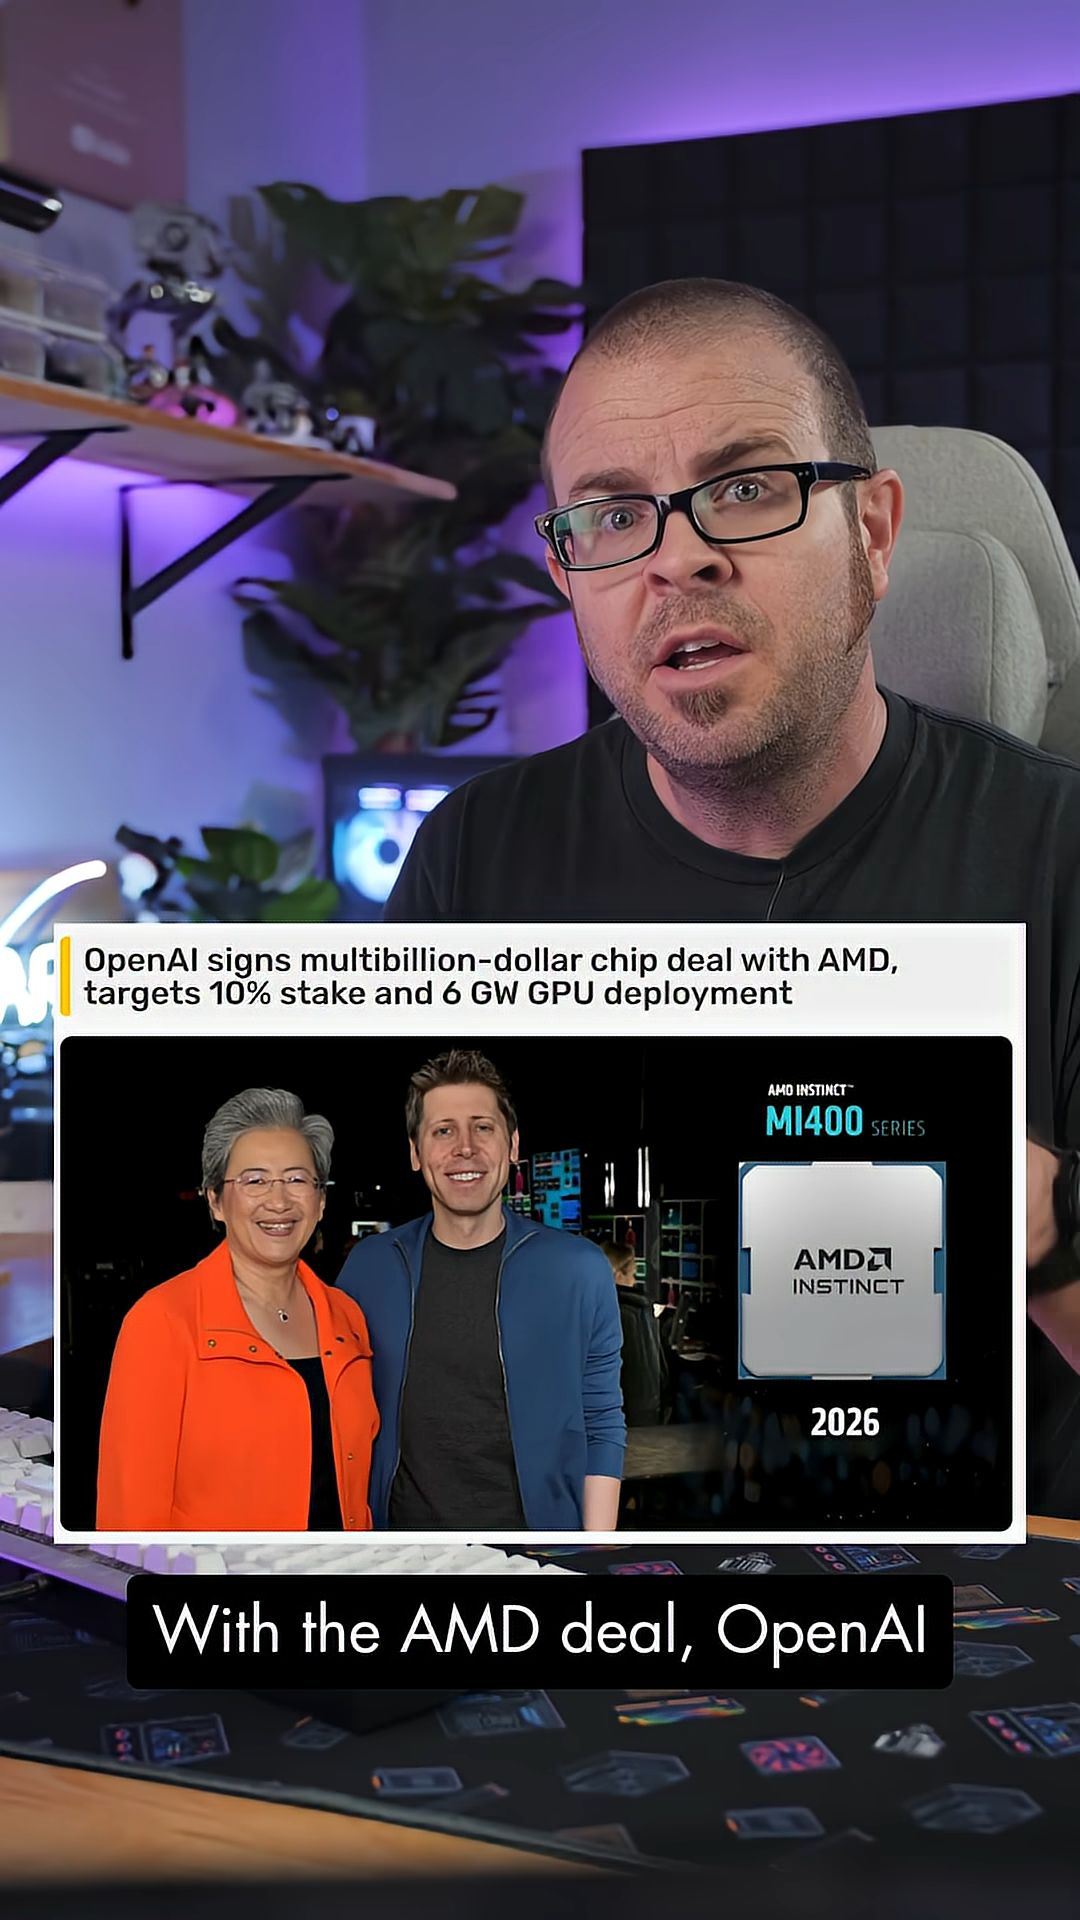 OpenAI signs multibillion-dollar chip deal with AMD,
targets 10% stake and 6 GW GPU deployment
AMD INSTINCT™
MI400 SERIES
AMD
INSTINCT
2026
With the AMD deal, OpenAI